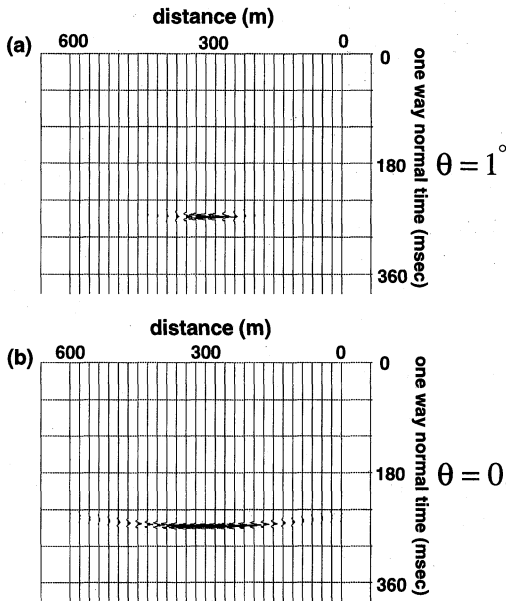 distance (m)
(a) 600 300 0
0
180
360
one way normal time (msec)
θ = 1°
distance (m)
(b) 600 300 0
0
180
360
one way normal time (msec)
θ = 0